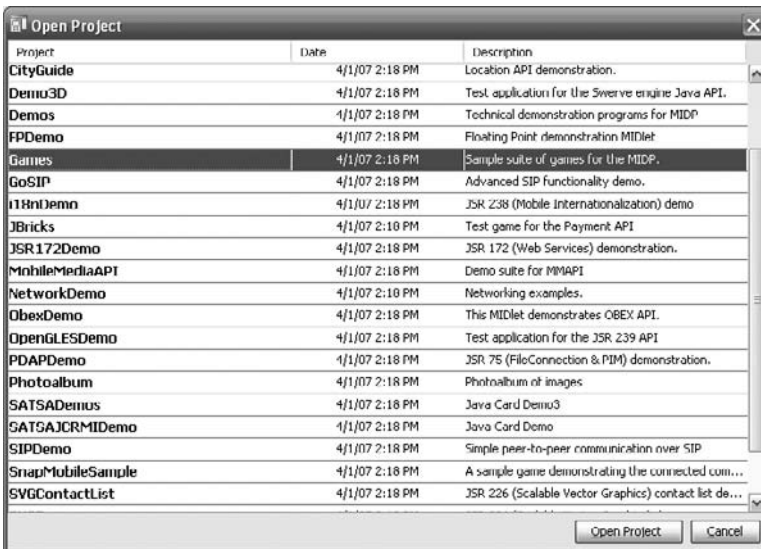 Open Project
Project Date Description
CityGuide 4/1/07 2:18 PM Location API demonstration.
Demo3D 4/1/07 2:18 PM Test application for the Swerve engine Java API.
Demos 4/1/07 2:18 PM Technical demonstration programs for MIDP
FPDemo 4/1/07 2:18 PM Floating Point demonstration MIDlet
Games 4/1/07 2:18 PM Sample suite of games for the MIDP.
GoSIP 4/1/07 2:18 PM Advanced SIP functionality demo.
i18nDemo 4/1/07 2:18 PM JSR 238 (Mobile Internationalization) demo
JBricks 4/1/07 2:18 PM Test game for the Payment API
JSR172Demo 4/1/07 2:18 PM JSR 172 (Web Services) demonstration.
MobileMediaAPI 4/1/07 2:18 PM Demo suite for MMAPI
NetworkDemo 4/1/07 2:18 PM Networking examples.
ObexDemo 4/1/07 2:18 PM This MIDlet demonstrates OBEX API.
OpenGLESDemo 4/1/07 2:18 PM Test application for the JSR 239 API
PDAPDemo 4/1/07 2:18 PM JSR 75 (FileConnection & PIM) demonstration.
Photoalbum 4/1/07 2:18 PM Photoalbum of images
SATSADemos 4/1/07 2:18 PM Java Card Demo3
SATSAJCRMIDemo 4/1/07 2:18 PM Java Card Demo
SIPDemo 4/1/07 2:18 PM Simple peer-to-peer communication over SIP
SnapMobileSample 4/1/07 2:18 PM A sample game demonstrating the connected com...
SVGContactList 4/1/07 2:18 PM JSR 226 (Scalable Vector Graphics) contact list de...
Open Project Cancel